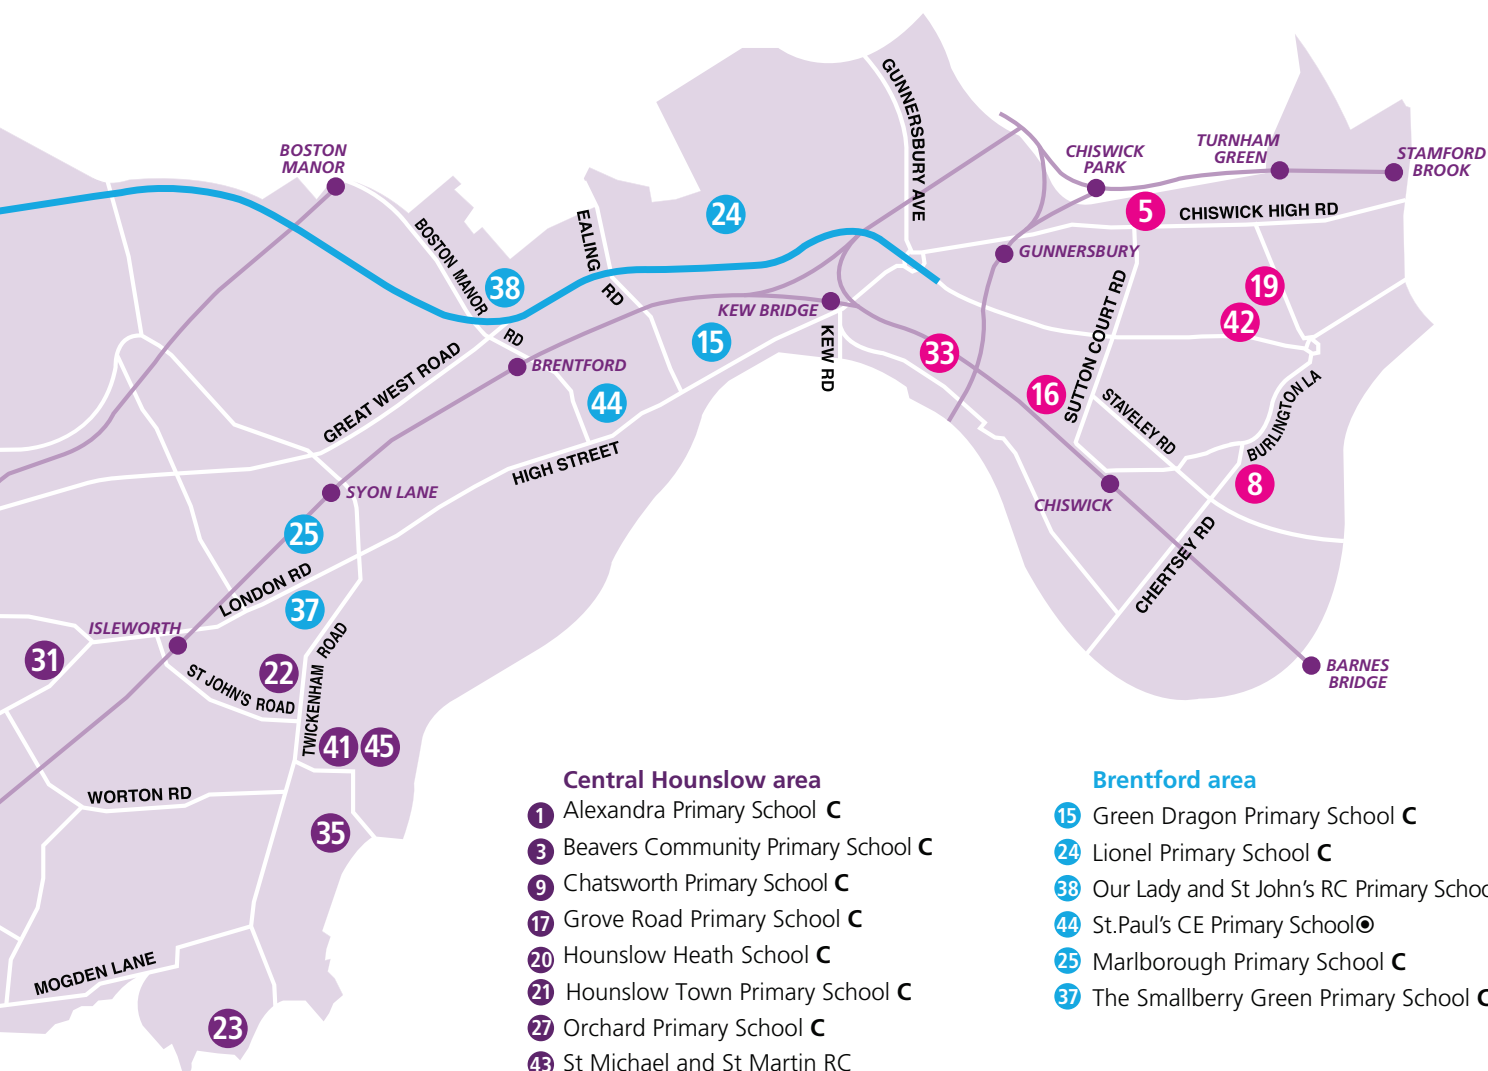 GUNNERSBURY AVE
BOSTON
MANOR
CHISWICK
PARK
TURNHAM
GREEN
STAMFORD
BROOK
5
CHISWICK HIGH RD
24
EALING
RD
BOSTON MANOR
RD
38
GUNNERSBURY
19
42
KEW BRIDGE
15
33
KEW RD
SUTTON COURT RD
16
STAVELEY RD
BURLINGTON LA
8
BRENTFORD
44
GREAT WEST ROAD
HIGH STREET
SYON LANE
25
CHISWICK
CHERTSEY RD
LONDON RD
37
ISLEWORTH
31
22
ST JOHN'S ROAD
TWICKENHAM ROAD
BARNES
BRIDGE
41
45
WORTON RD
35
MOGDEN LANE
23
Central Hounslow area
1 Alexandra Primary School C
3 Beavers Community Primary School C
9 Chatsworth Primary School C
17 Grove Road Primary School C
20 Hounslow Heath School C
21 Hounslow Town Primary School C
27 Orchard Primary School C
43 St Michael and St Martin RC
Brentford area
15 Green Dragon Primary School C
24 Lionel Primary School C
38 Our Lady and St John’s RC Primary Schoo
44 St.Paul’s CE Primary School
25 Marlborough Primary School C
37 The Smallberry Green Primary School C